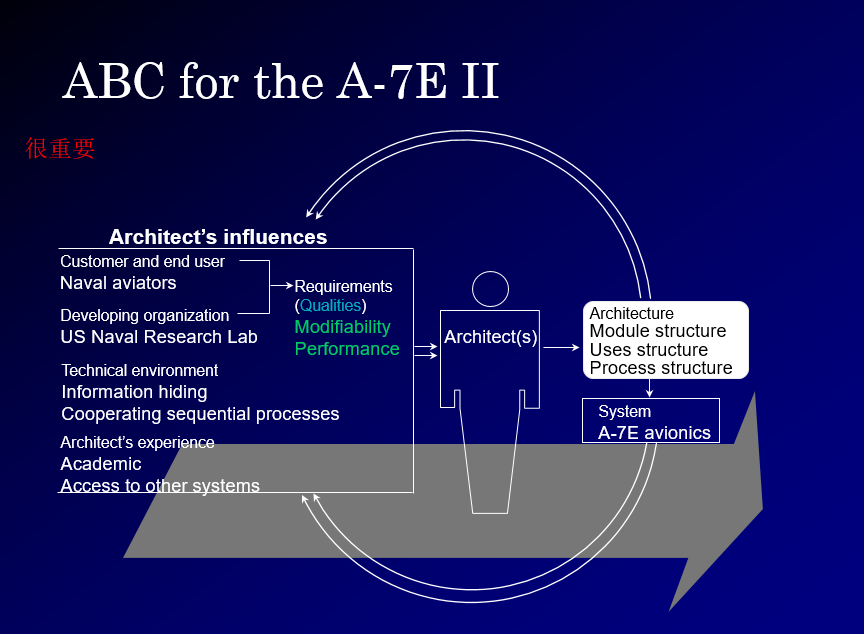 ABC for the A-7E II
很重要
Architect's influences
Customer and end user
Naval aviators
Developing organization
US Naval Research Lab
Technical environment
Information hiding
Cooperating sequential processes
Architect's experience
Academic
Access to other systems
Requirements
(Qualities)
Modifiability
Performance
Architect(s)
Architecture
Module structure
Uses structure
Process structure
System
A-7E avionics